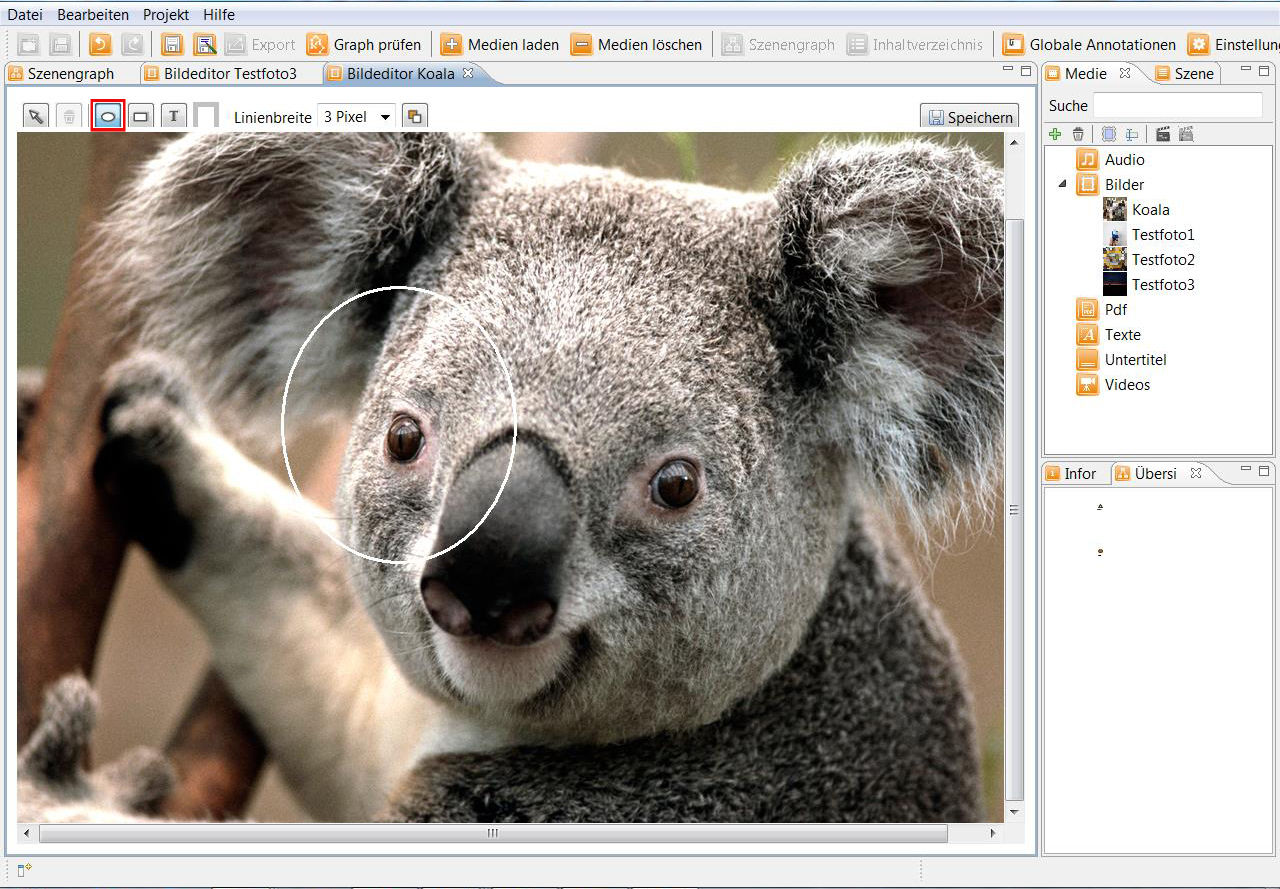 Datei Bearbeiten Projekt Hilfe
Export Graph prüfen Medien laden Medien löschen Szenengraph Inhaltverzeichnis Globale Annotationen Einstellun
Szenengraph Bildeditor Testfoto3 Bildeditor Koala
T Linienbreite 3 Pixel Speichern
Medie Szene
Suche
Audio
Bilder
Koala
Testfoto1
Testfoto2
Testfoto3
Pdf
Texte
Untertitel
Videos
Infor Übersi